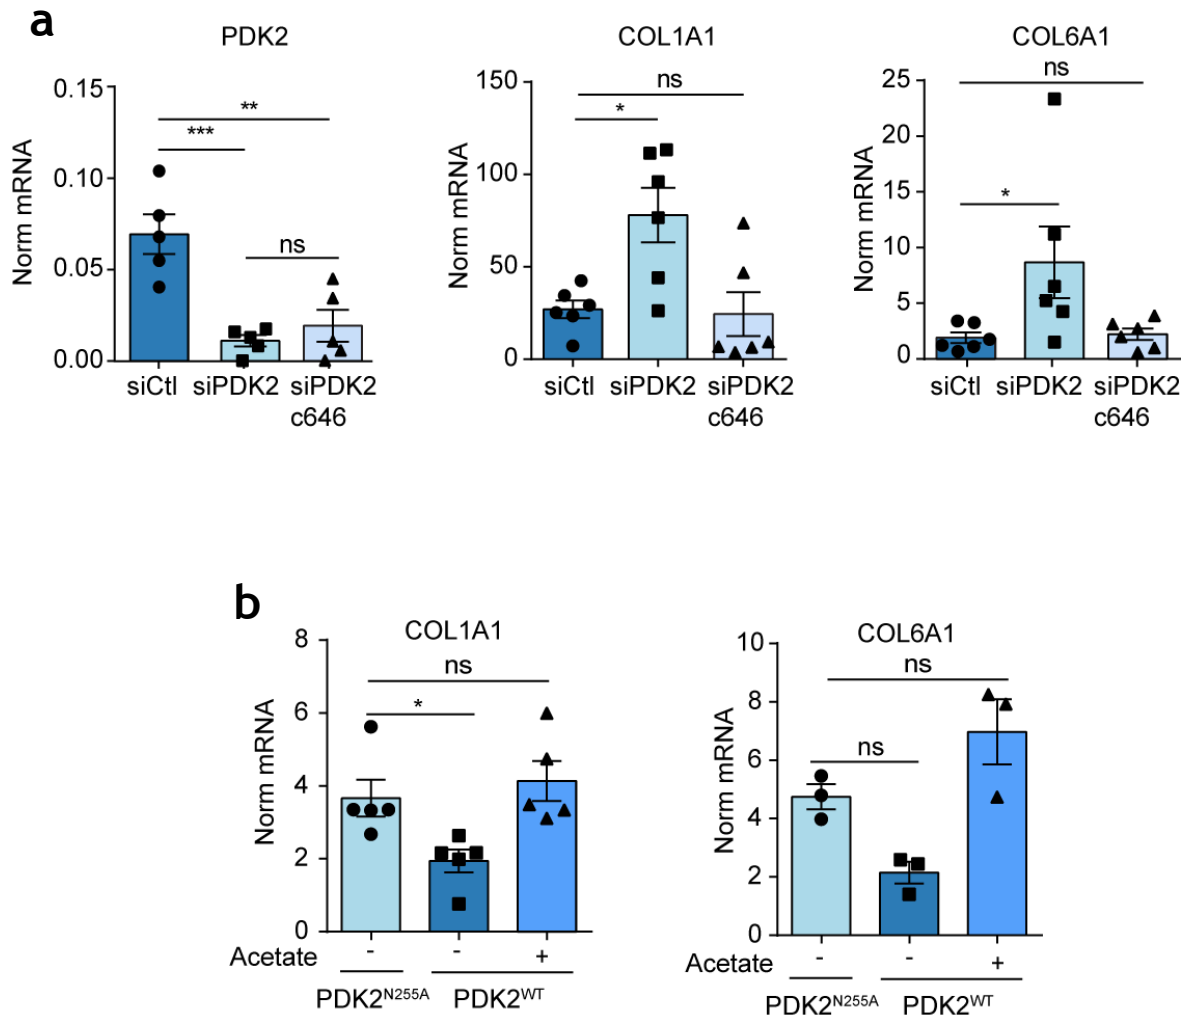 a
PDK2
COL1A1
COL6A1
Norm mRNA
0.15
0.10
0.05
0.00
**
***
ns
siCtl
siPDK2
siPDK2
c646
Norm mRNA
150
100
50
0
ns
*
siCtl
siPDK2
siPDK2
c646
Norm mRNA
25
20
15
10
5
0
ns
*
siCtl
siPDK2
siPDK2
c646
b
COL1A1
Norm mRNA
8
6
4
2
0
ns
*
Acetate - - +
PDK2N255A PDK2WT
COL6A1
Norm mRNA
10
8
6
4
2
0
ns
ns
Acetate - - +
PDK2N255A PDK2WT